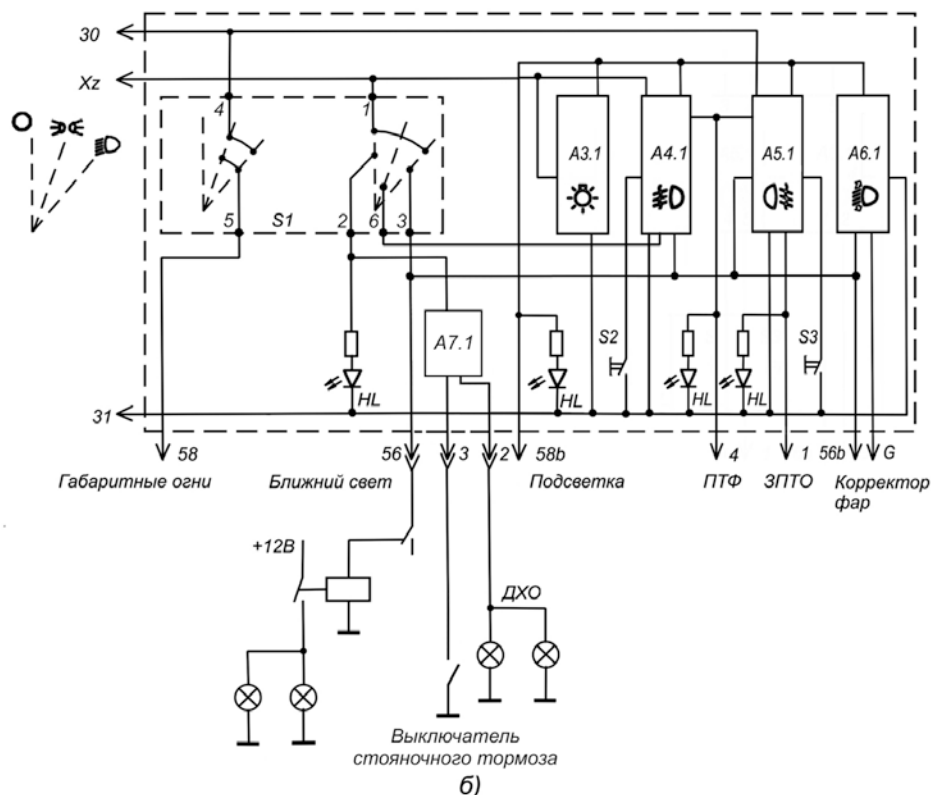 30
Xz
4
1
A3.1
A4.1
A5.1
A6.1
5
S1
2
6
3
A7.1
S2
S3
HL
HL
HL
HL
31
58
56
3
2
58b
4
1
56b
G
Габаритные огни
Ближний свет
Подсветка
ПТФ
ЗПТО
Корректор
фар
+12В
ДХО
Выключатель
стояночного тормоза
б)